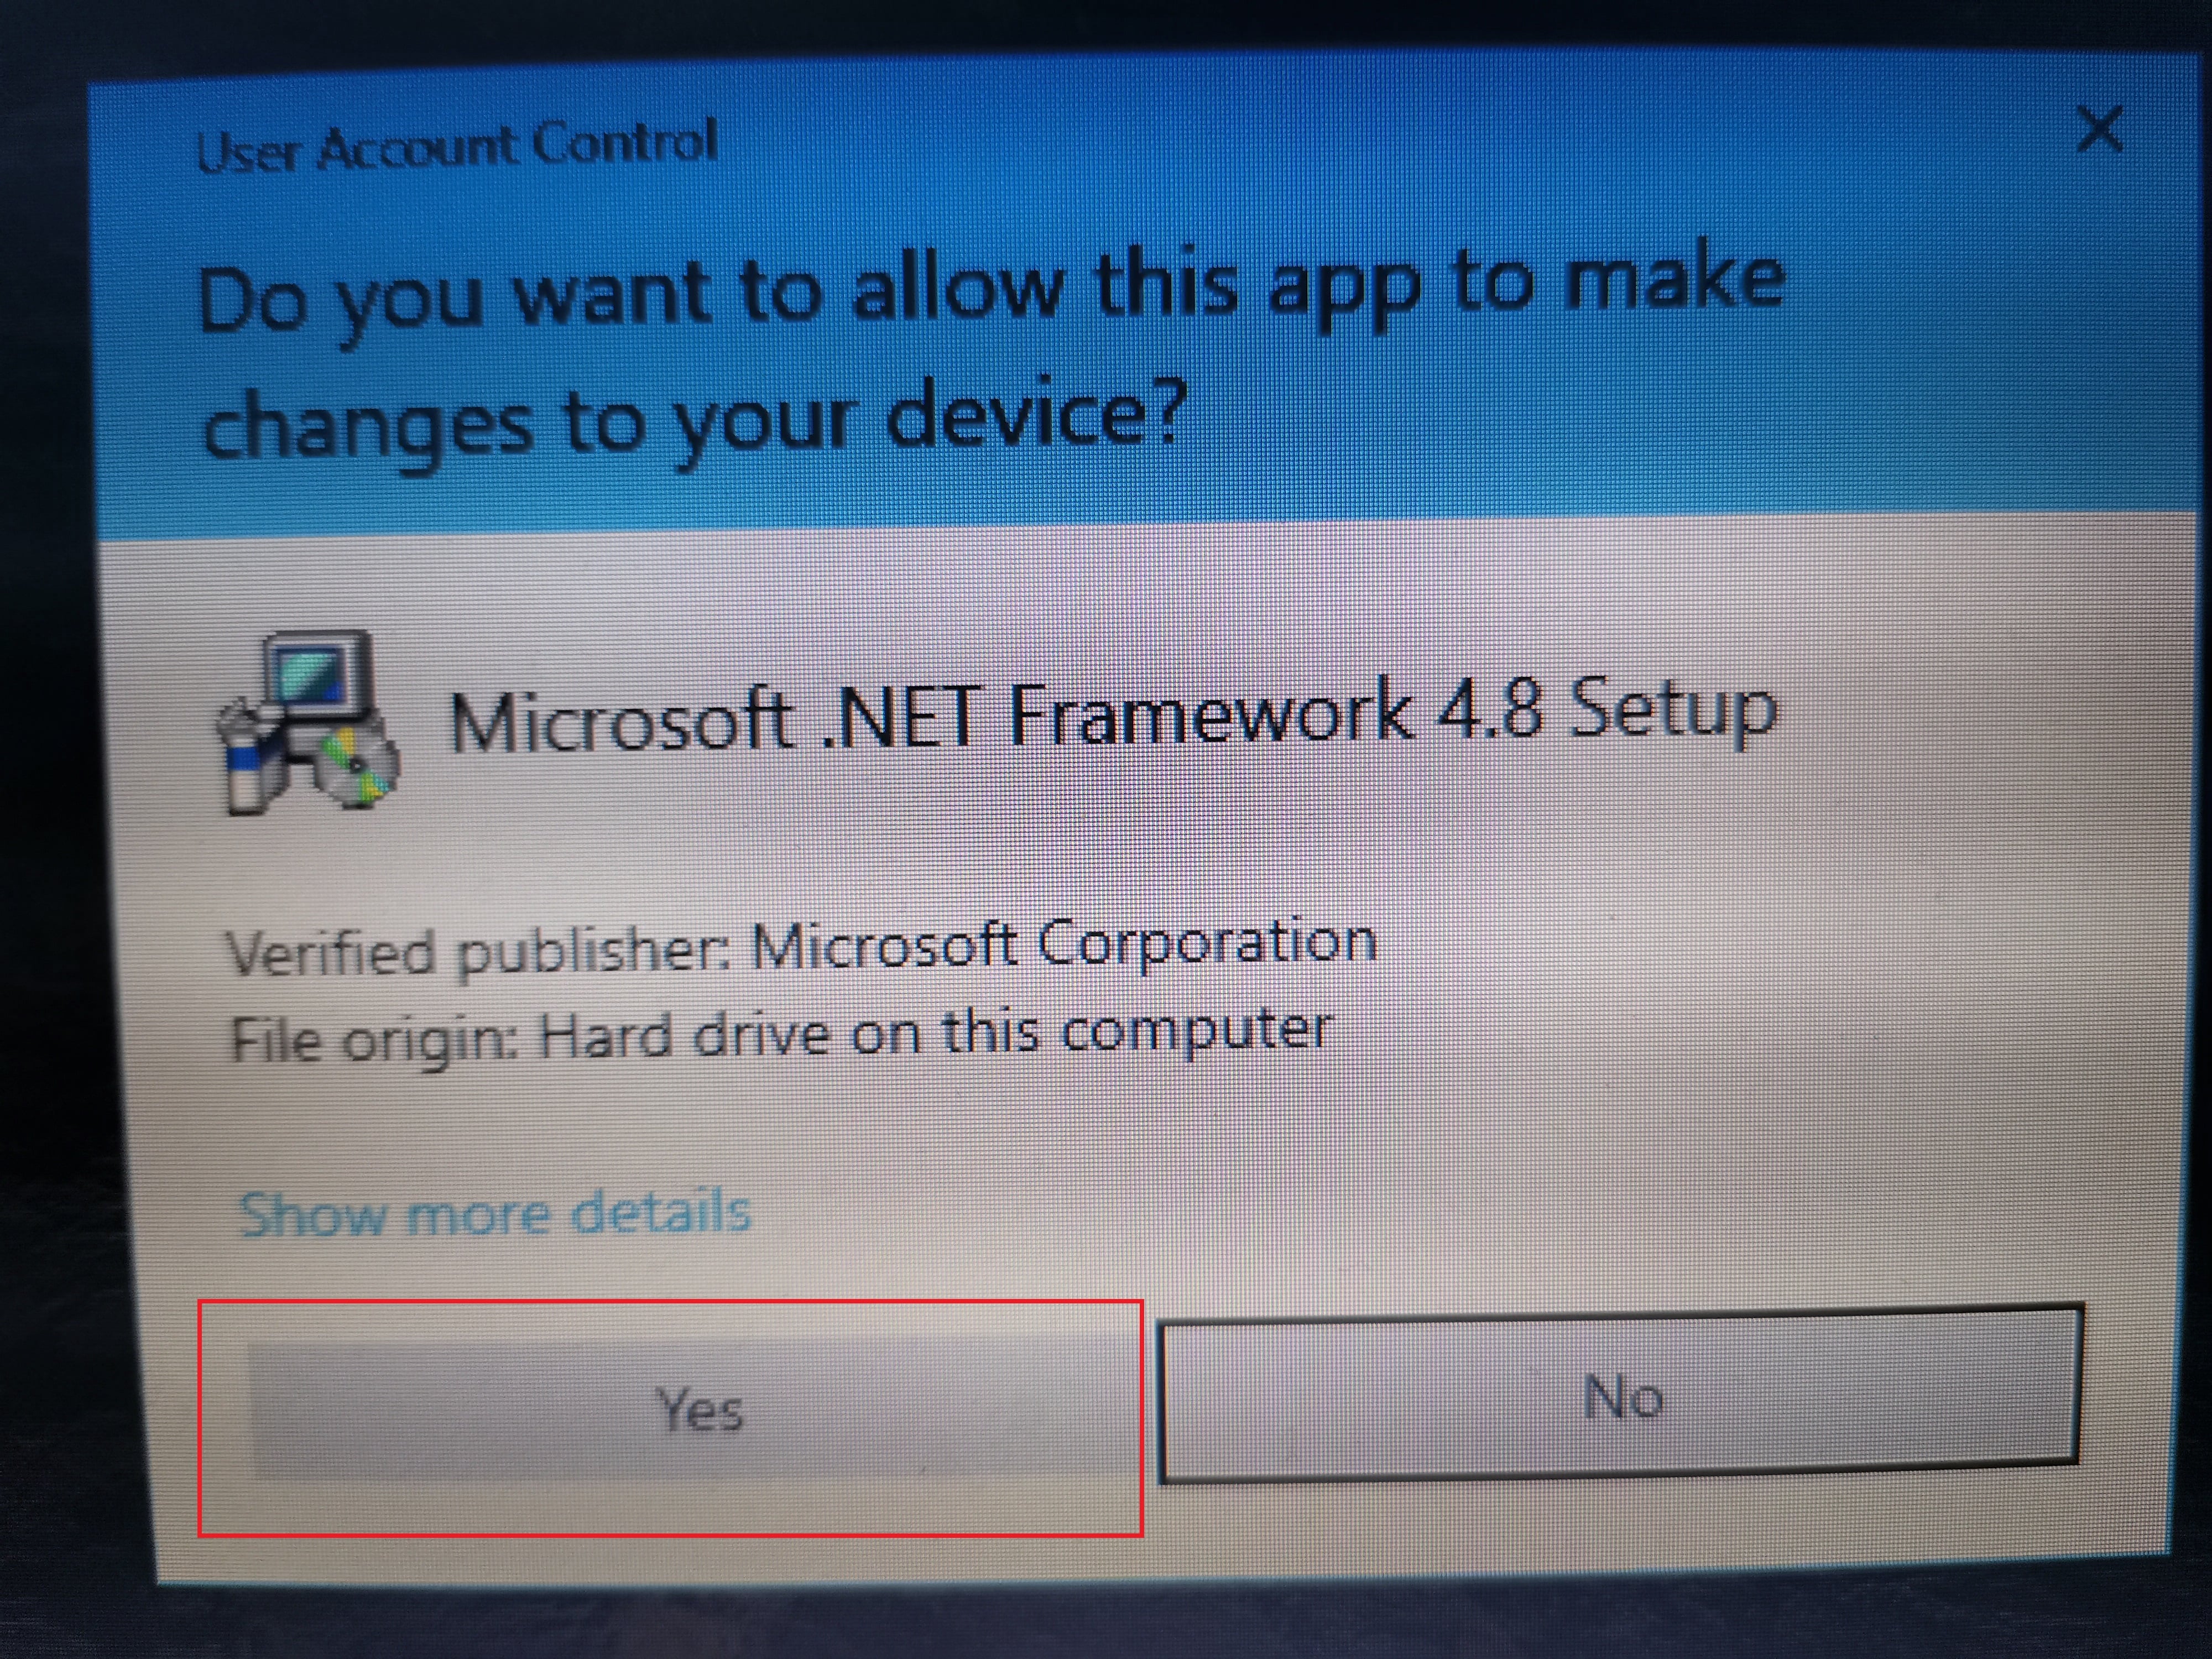 User Account Control
Do you want to allow this app to make
changes to your device?
Microsoft .NET Framework 4.8 Setup
Verified publisher: Microsoft Corporation
File origin: Hard drive on this computer
Show more details
Yes
No